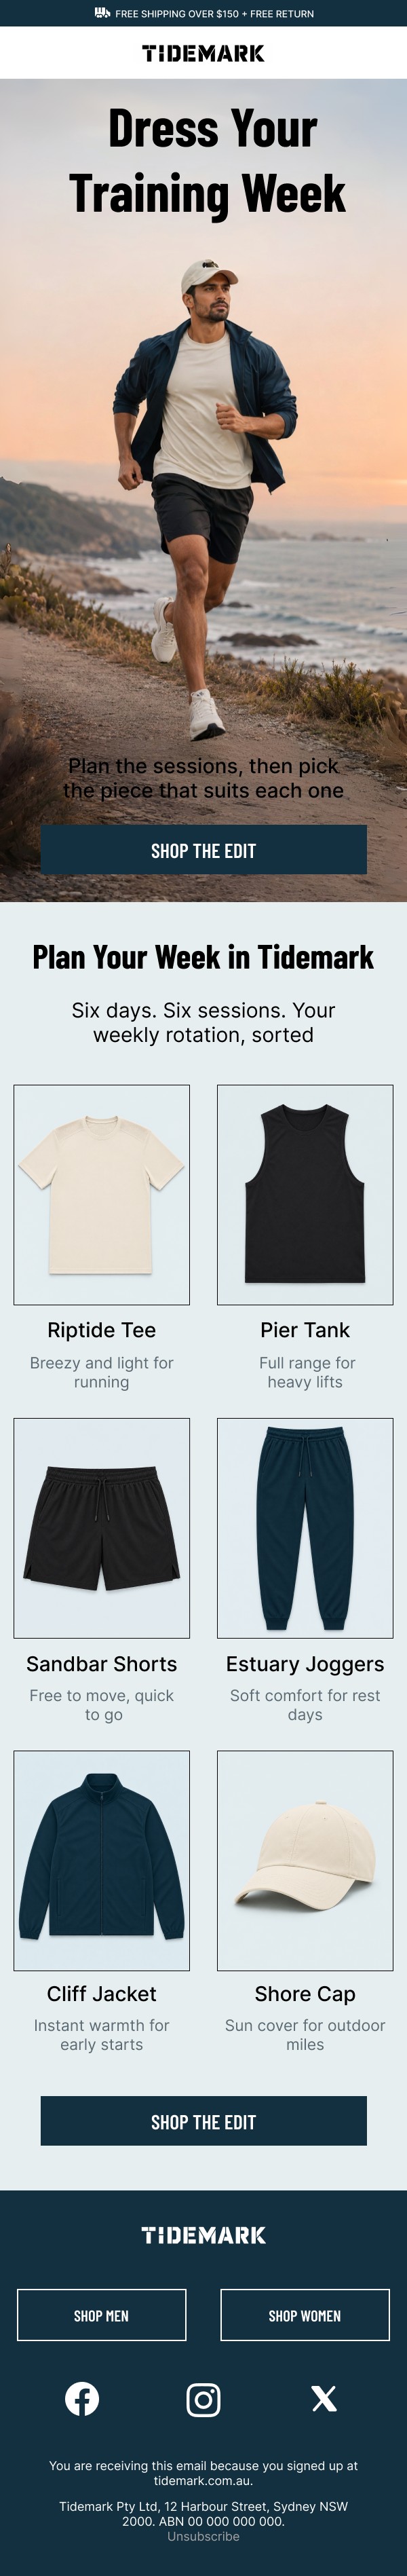 FREE SHIPPING OVER $150 + FREE RETURN
TIDEMARK
Dress Your
Training Week
Plan the sessions, then pick
the piece that suits each one
SHOP THE EDIT
Plan Your Week in Tidemark
Six days. Six sessions. Your
weekly rotation, sorted
Riptide Tee
Pier Tank
Breezy and light for
running
Full range for
heavy lifts
Sandbar Shorts
Estuary Joggers
Free to move, quick
to go
Soft comfort for rest
days
Cliff Jacket
Shore Cap
Instant warmth for
early starts
Sun cover for outdoor
miles
SHOP THE EDIT
TIDEMARK
SHOP MEN
SHOP WOMEN
You are receiving this email because you signed up at
tidemark.com.au.
Tidemark Pty Ltd, 12 Harbour Street, Sydney NSW
2000. ABN 00 000 000 000.
Unsubscribe